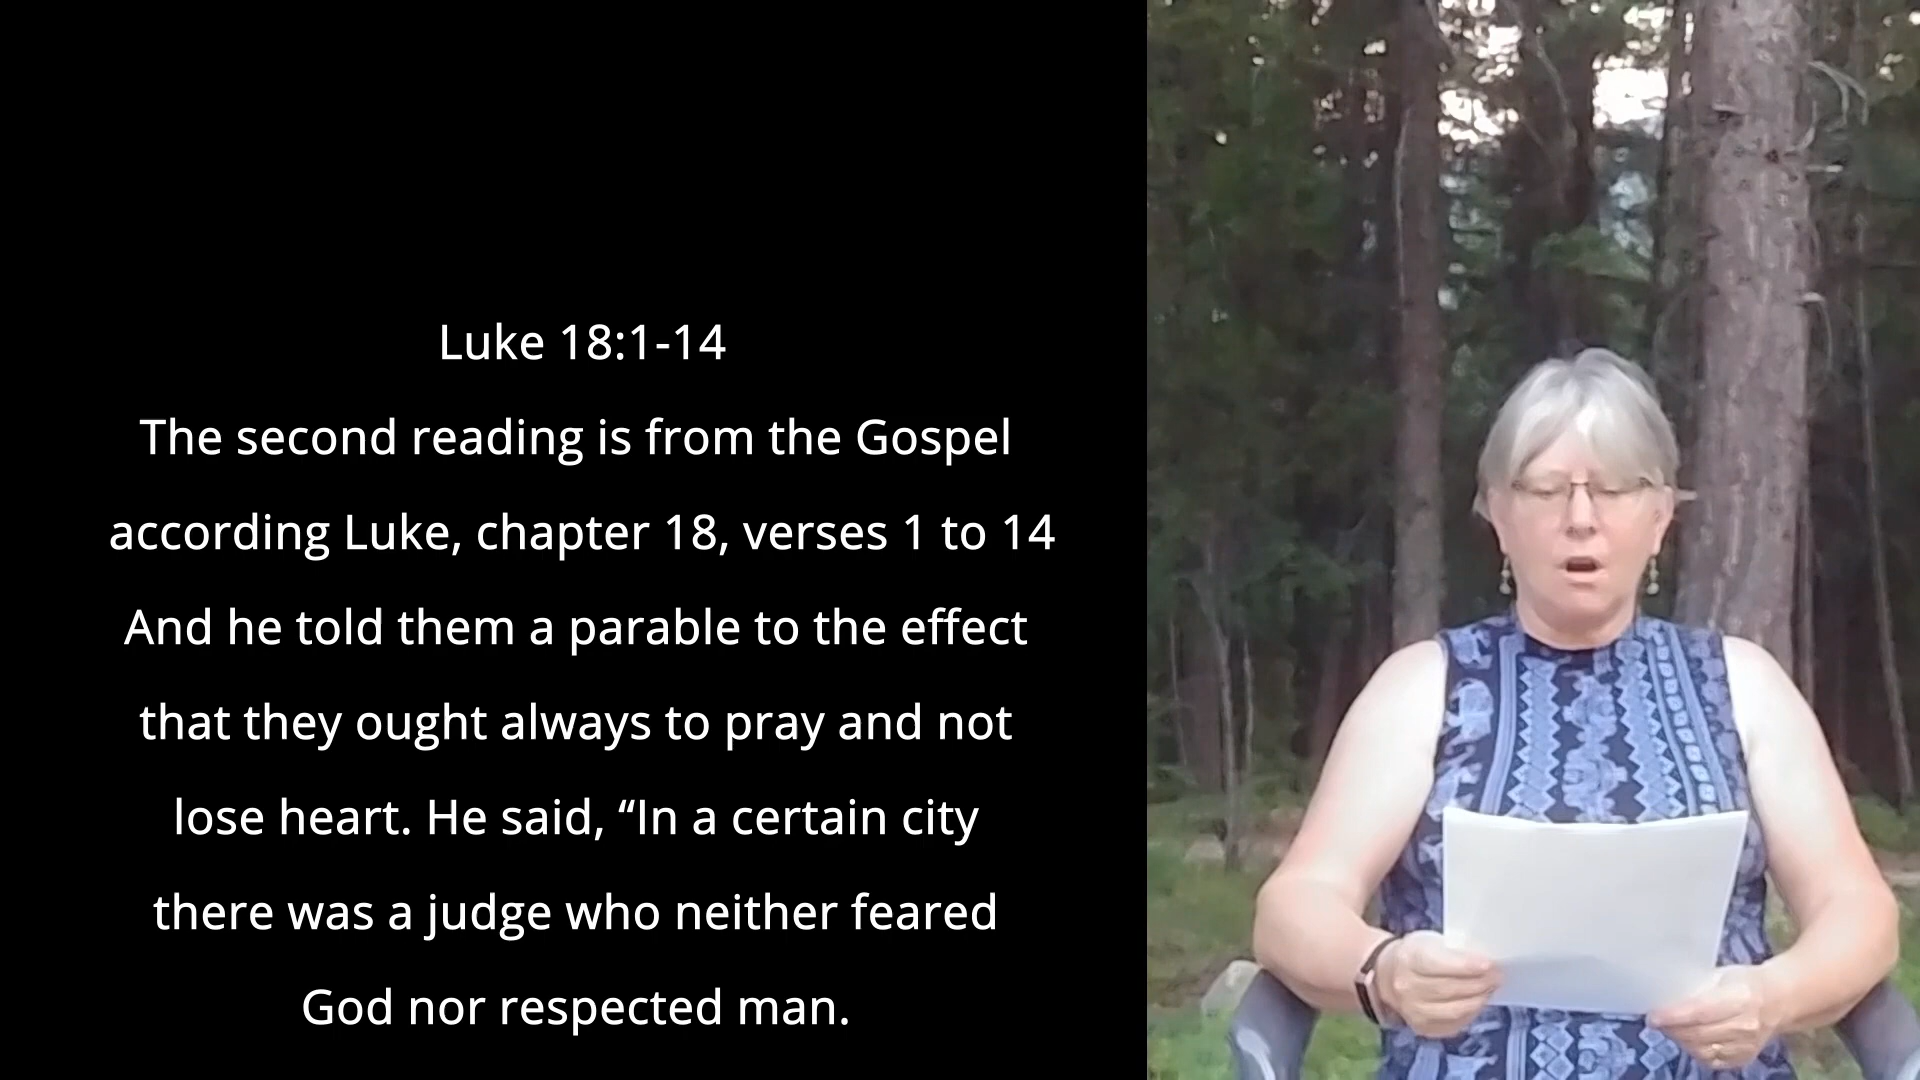 Luke 18:1-14
The second reading is from the Gospel
according Luke, chapter 18, verses 1 to 14
And he told them a parable to the effect
that they ought always to pray and not
lose heart. He said, “In a certain city
there was a judge who neither feared
God nor respected man.